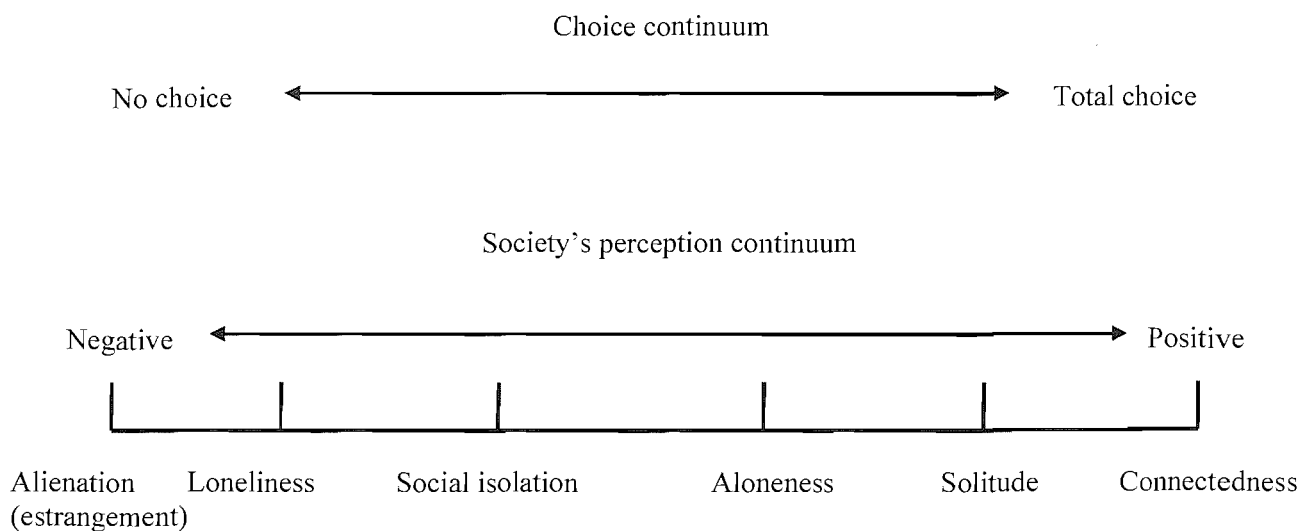 Choice continuum
No choice
Total choice
Society's perception continuum
Negative
Positive
Alienation Loneliness Social isolation Aloneness Solitude Connectedness
(estrangement)